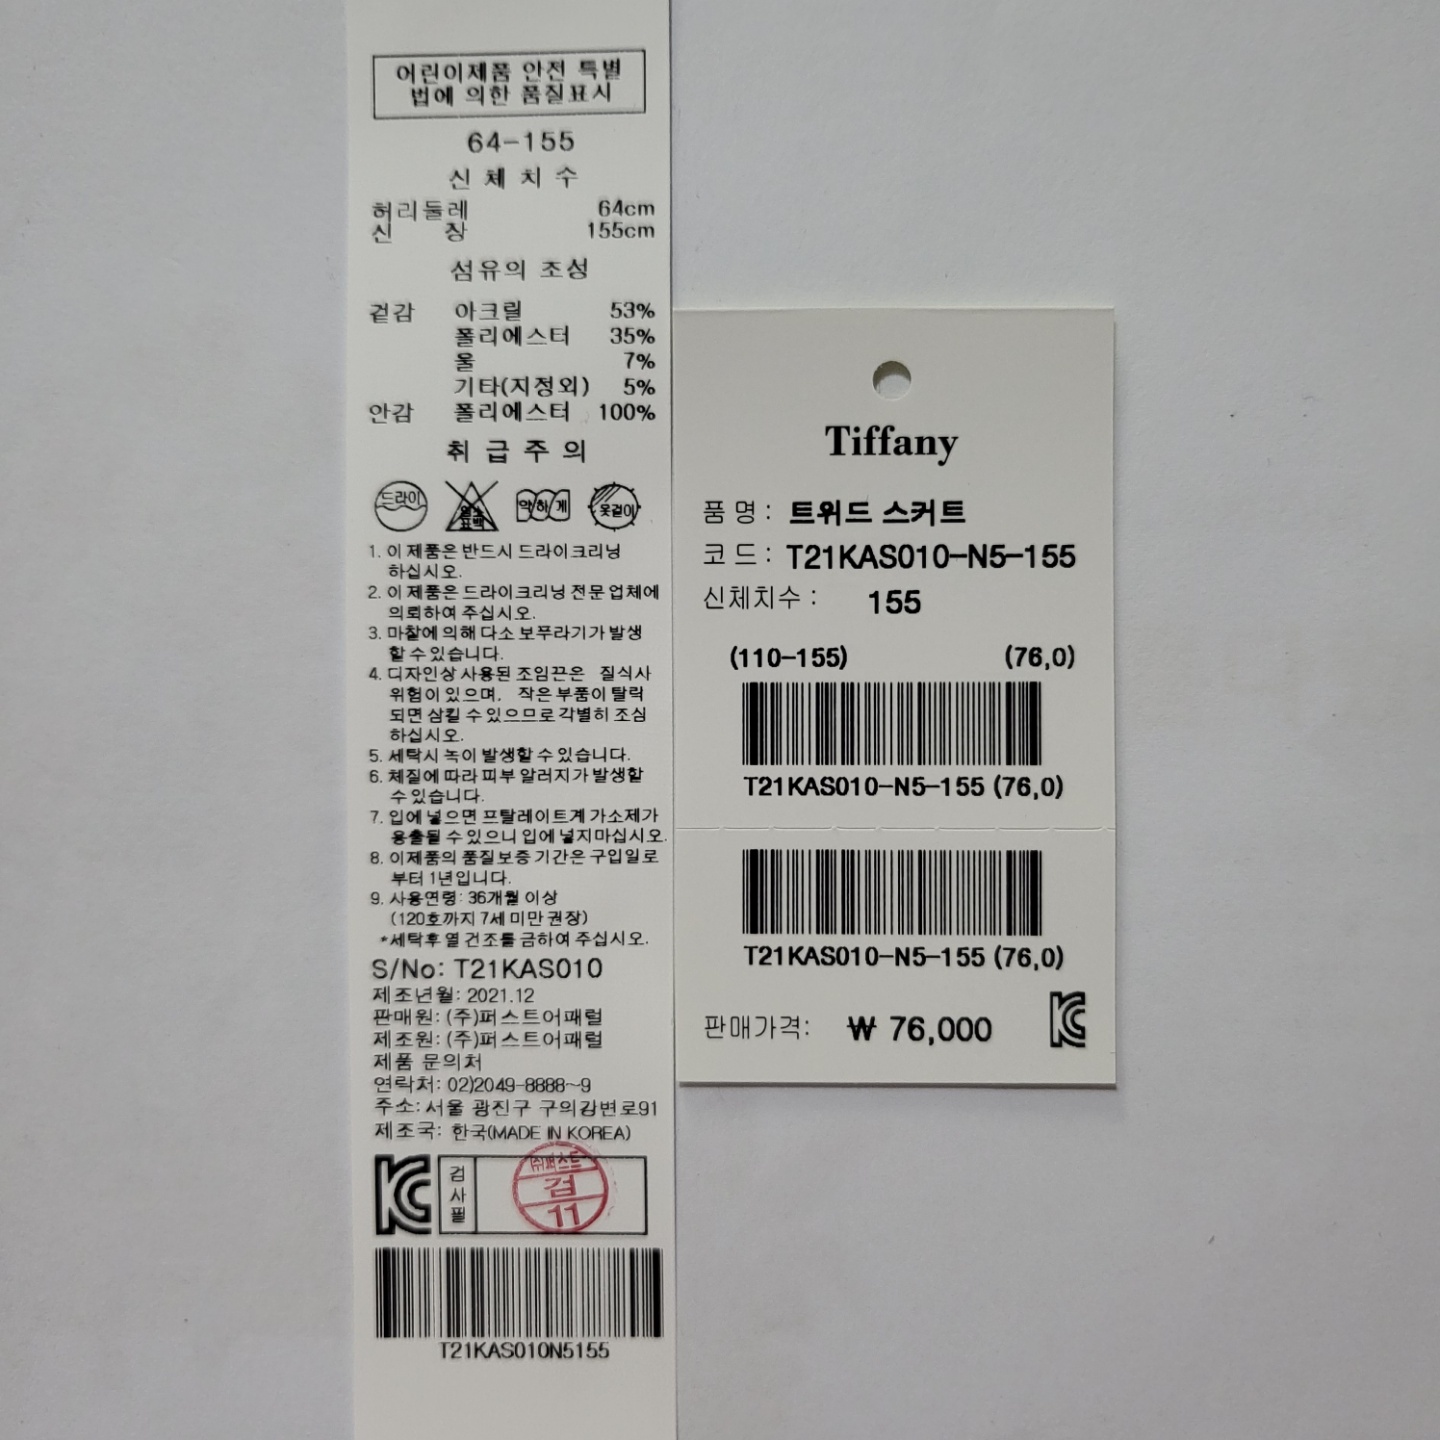 어린이제품 안전 특별
법에 의한 품질표시
64-155
신 체 치 수
허리둘레 64cm
신 장 155cm
섬유의 조성
겉감 아크릴 53%
폴리에스터 35%
울 7%
기타(지정외) 5%
안감 폴리에스터 100%
취 급 주 의
드라이 염소 표백 약하게 옷걸이
1. 이 제품은 반드시 드라이크리닝
하십시오.
2. 이 제품은 드라이크리닝 전문 업체에
의뢰하여 주십시오.
3. 마찰에 의해 다소 보푸라기가 발생
할 수 있습니다.
4. 디자인상 사용된 조임끈은 질식사
위험이 있으며, 작은 부품이 탈락
되면 삼킬 수 있으므로 각별히 조심
하십시오.
5. 세탁시 녹이 발생할 수 있습니다.
6. 체질에 따라 피부 알러지가 발생할
수 있습니다.
7. 입에 넣으면 프탈레이트계 가소제가
용출될 수 있으니 입에 넣지마십시오.
8. 이제품의 품질보증 기간은 구입일로
부터 1년입니다.
9. 사용연령: 36개월 이상
(120호까지 7세 미만 권장)
*세탁후 열 건조를 금하여 주십시오.
S/No: T21KAS010
제조년월: 2021.12
판매원: (주)퍼스트어패럴
제조원: (주)퍼스트어패럴
제품 문의처
연락처: 02)2049-8888~9
주소: 서울 광진구 구의강변로91
제조국: 한국(MADE IN KOREA)
KC
검사필
(주)퍼스트
검
11
T21KAS010N5155
Tiffany
품 명 : 트위드 스커트
코 드 : T21KAS010-N5-155
신체치수 : 155
(110-155) (76,0)
T21KAS010-N5-155 (76,0)
T21KAS010-N5-155 (76,0)
판매가격: ₩ 76,000
KC